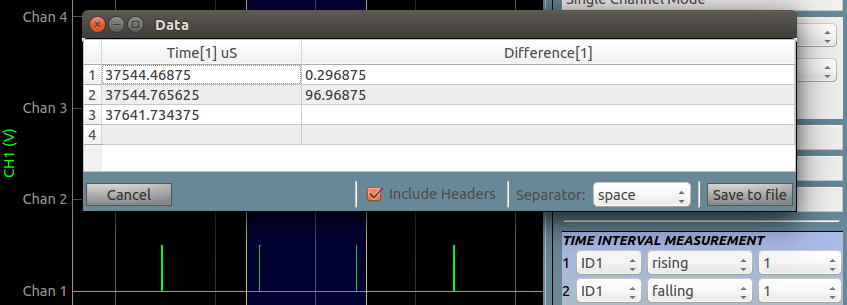 Single Channel Mode
Chan 4
Data
Time[1] uS Difference[1]
1 37544.46875 0.296875
2 37544.765625 96.96875
3 37641.734375
4
Chan 3
CH1 (V)
Chan 2
Cancel Include Headers Separator: space Save to file
TIME INTERVAL MEASUREMENT
1 ID1 rising 1
2 ID1 falling 1
Chan 1